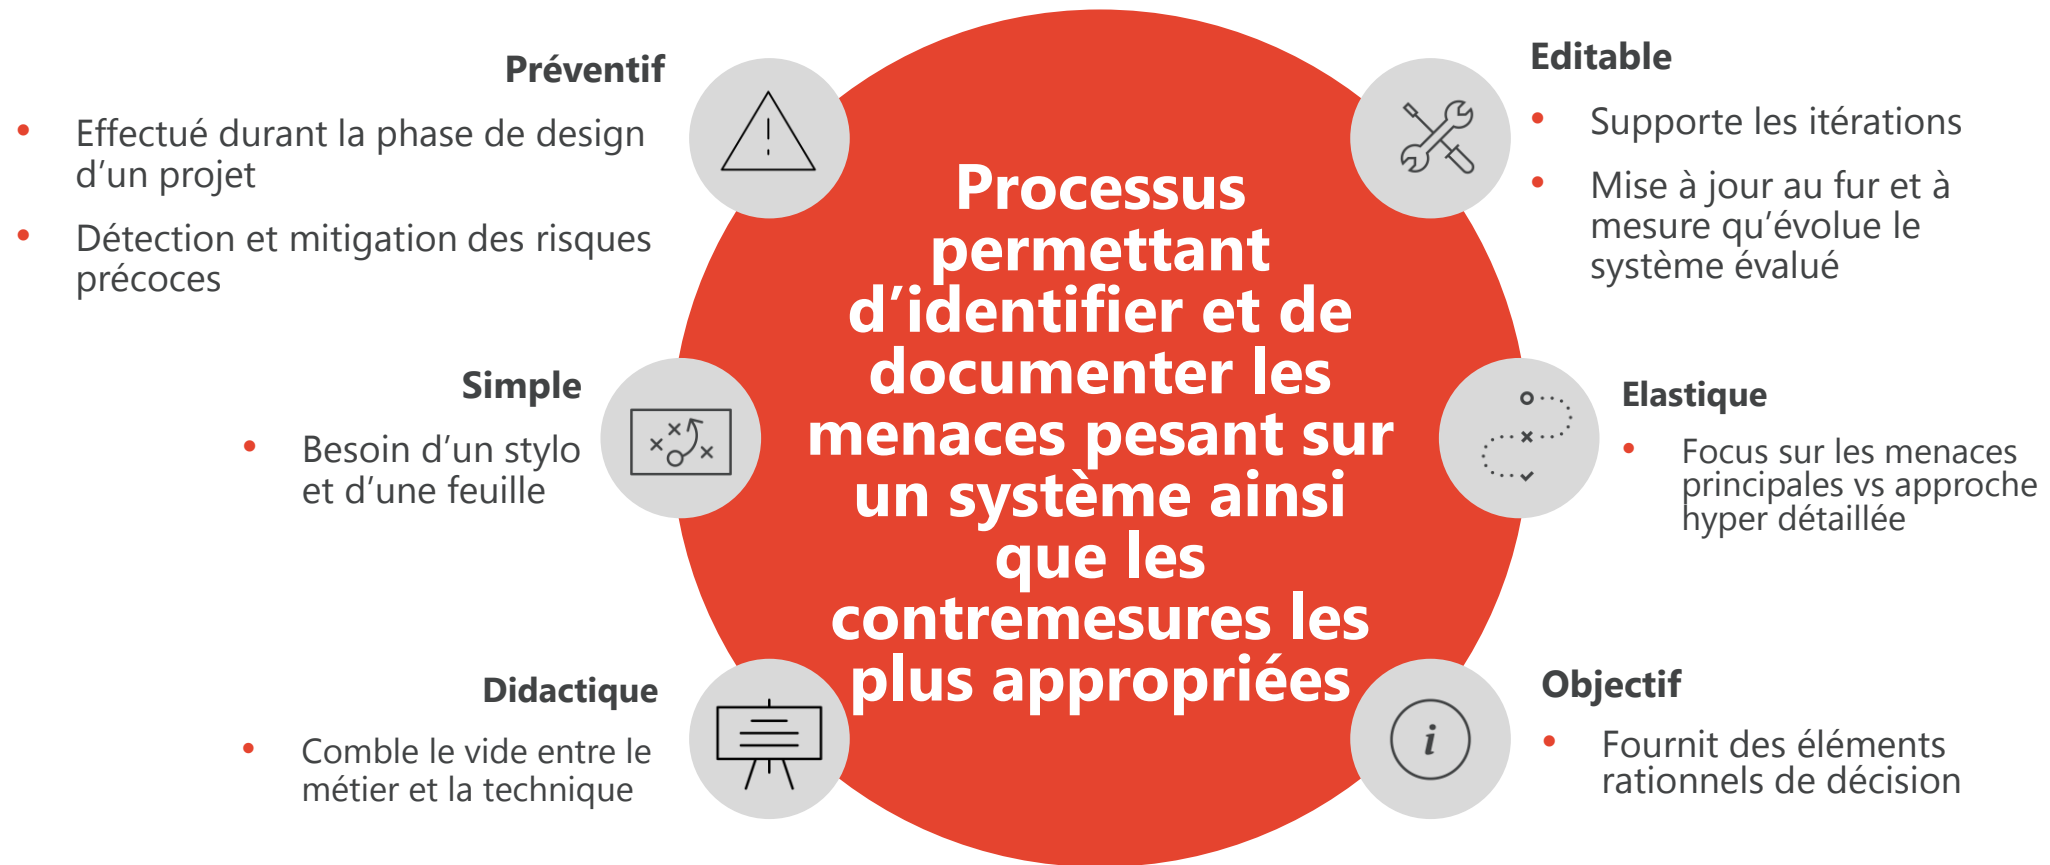 Préventif
• Effectué durant la phase de design
d’un projet
• Détection et mitigation des risques
précoces
Simple
• Besoin d’un stylo
et d’une feuille
Didactique
• Comble le vide entre le
métier et la technique
Processus
permettant
d’identifier et de
documenter les
menaces pesant sur
un système ainsi
que les
contremesures les
plus appropriées
Editable
• Supporte les itérations
• Mise à jour au fur et à
mesure qu’évolue le
système évalué
Elastique
• Focus sur les menaces
principales vs approche
hyper détaillée
Objectif
• Fournit des éléments
rationnels de décision
i